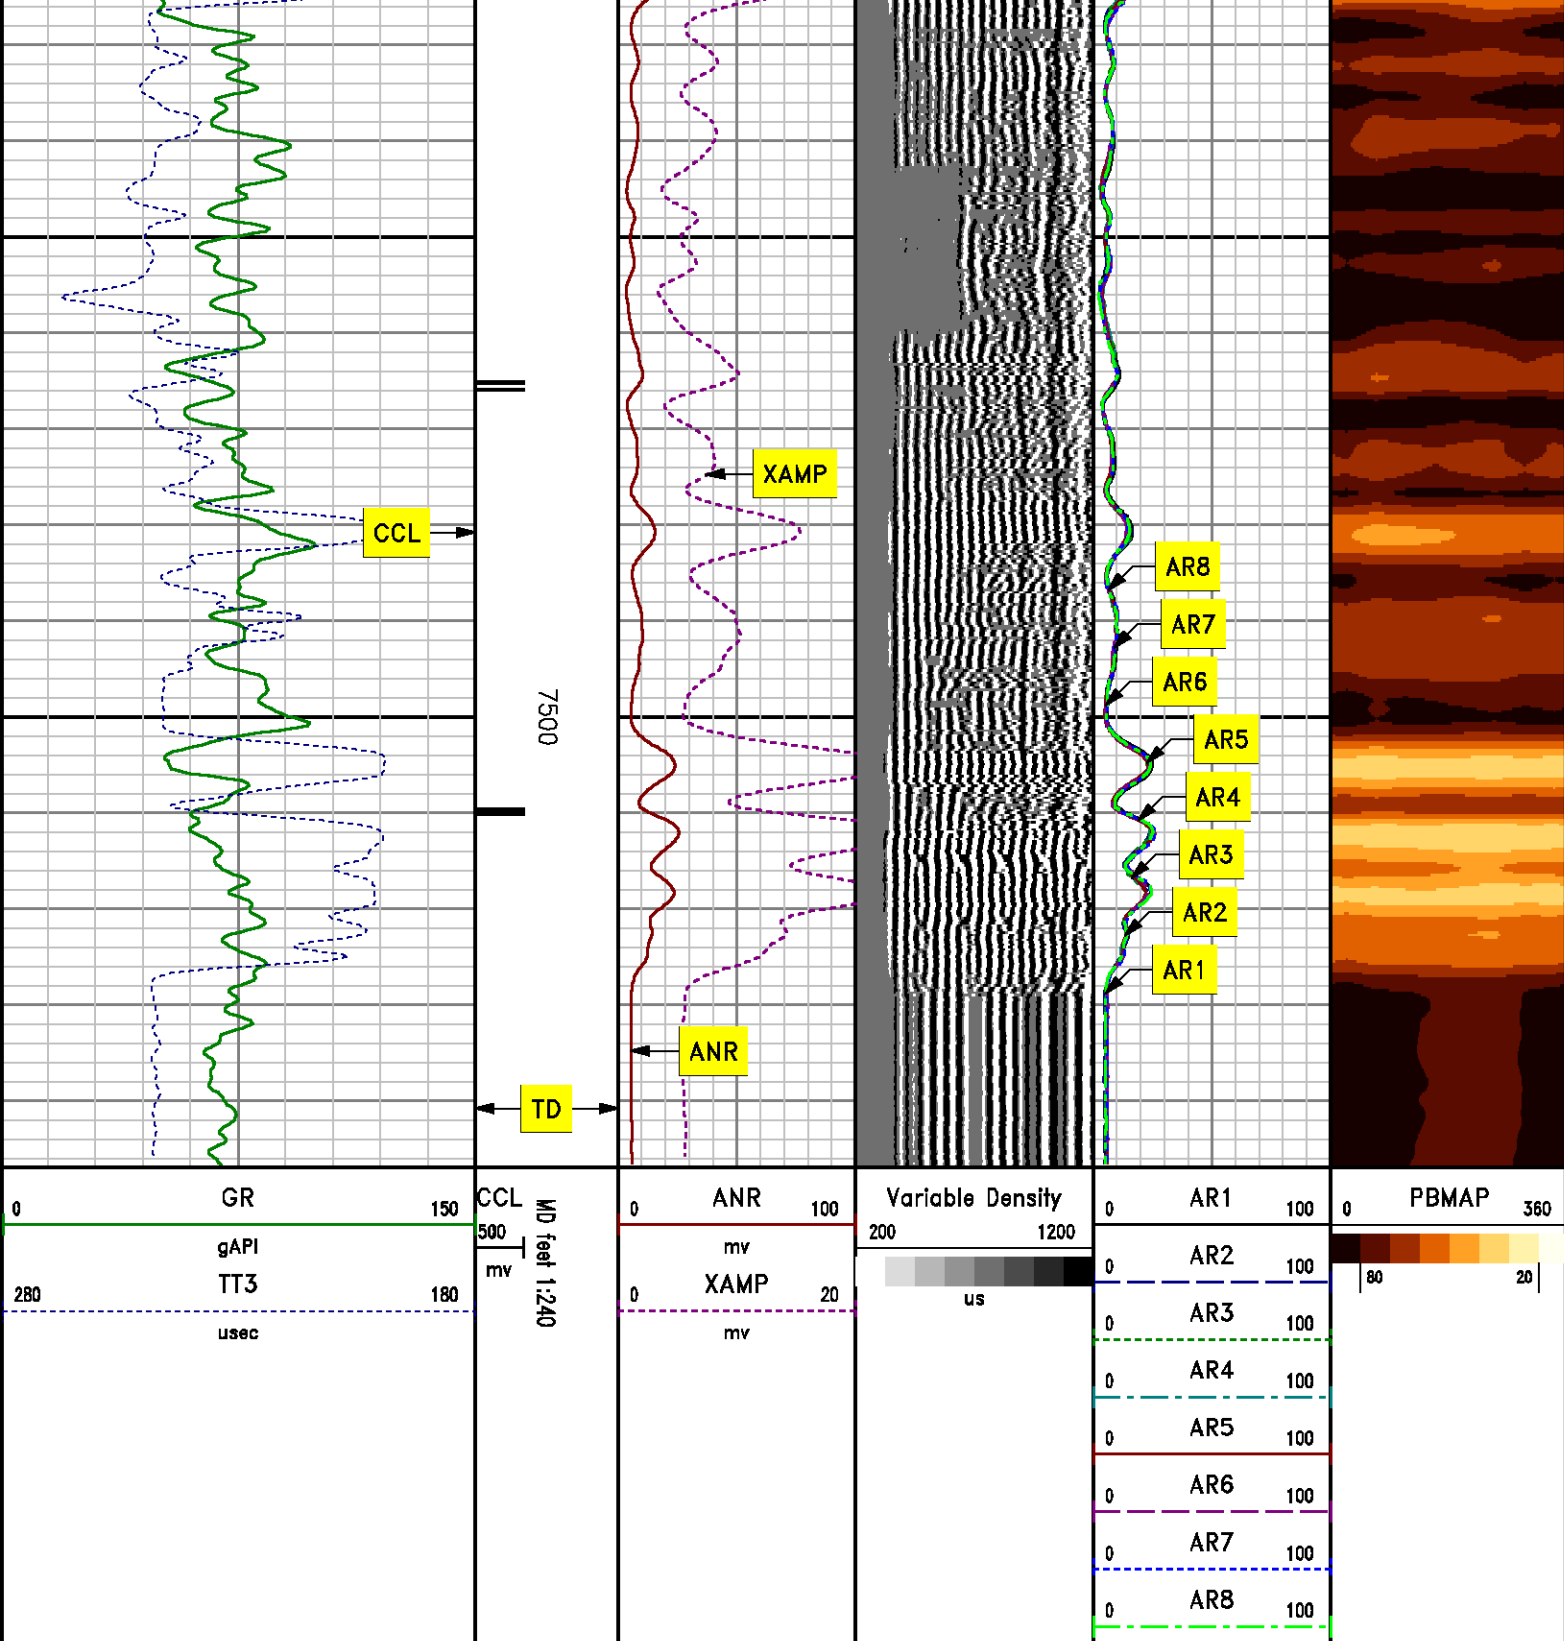 XAMP
CCL
AR8
AR7
AR6
7500
AR5
AR4
AR3
AR2
AR1
ANR
TD
GR
0 150
gAPI
TT3
280 180
usec
CCL
500
mv
MD feet 1:240
ANR
0 100
mv
XAMP
0 20
mv
Variable Density
200 1200
us
AR1
0 100
AR2
0 100
AR3
0 100
AR4
0 100
AR5
0 100
AR6
0 100
AR7
0 100
AR8
0 100
PBMAP
0 360
80 20